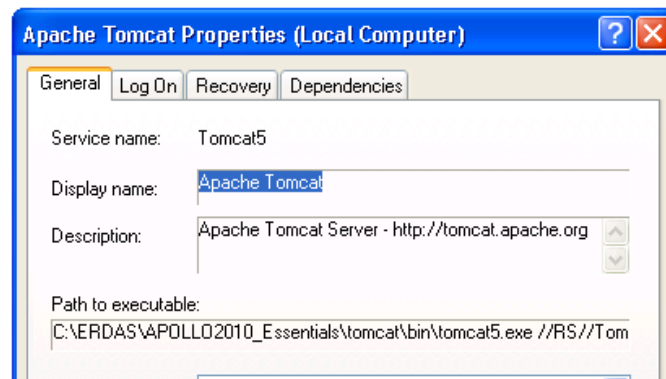 Apache Tomcat Properties (Local Computer)
General Log On Recovery Dependencies
Service name: Tomcat5
Display name: Apache Tomcat
Description: Apache Tomcat Server - http://tomcat.apache.org
Path to executable:
C:\ERDAS\APOLLO2010_Essentials\tomcat\bin\tomcat5.exe //RS//Tom